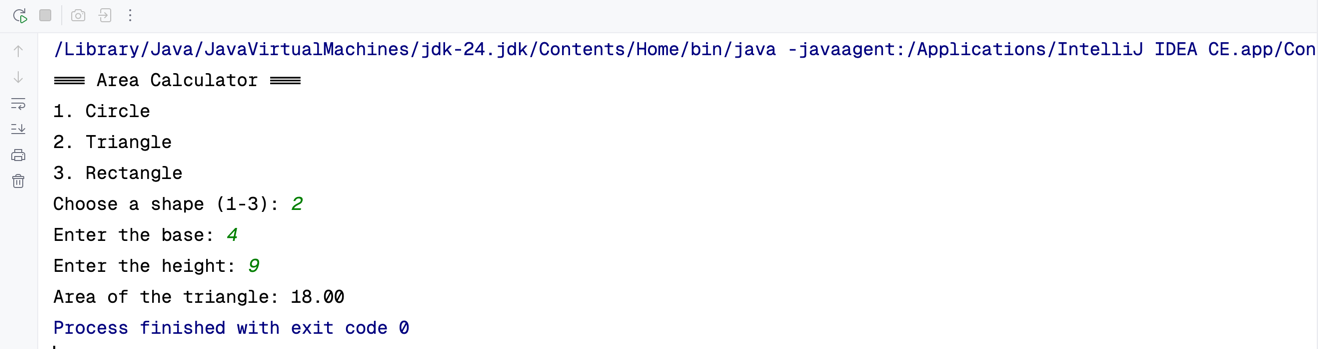 /Library/Java/JavaVirtualMachines/jdk-24.jdk/Contents/Home/bin/java -javaagent:/Applications/IntelliJ IDEA CE.app/Con
=== Area Calculator ===
1. Circle
2. Triangle
3. Rectangle
Choose a shape (1-3): 2
Enter the base: 4
Enter the height: 9
Area of the triangle: 18.00
Process finished with exit code 0